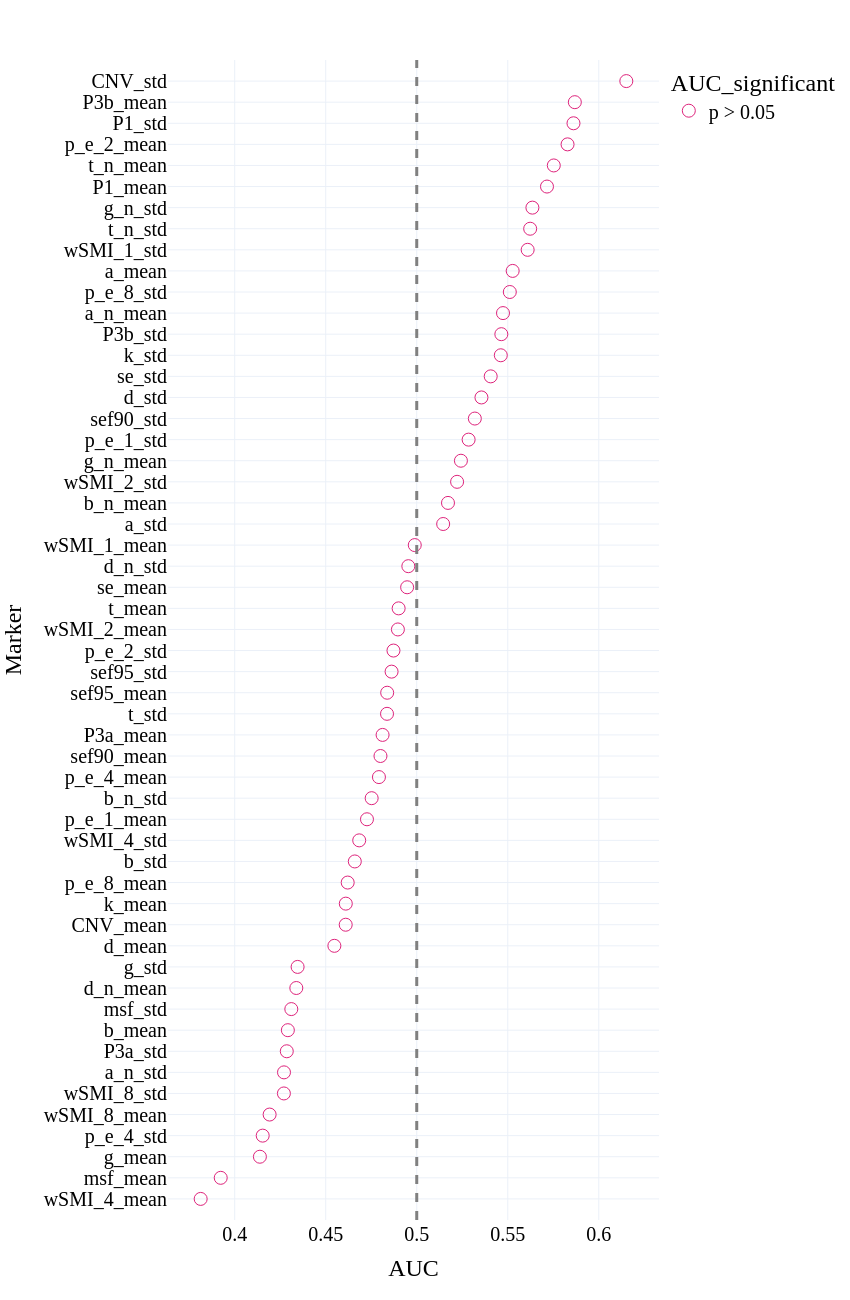 AUC_significant
p > 0.05
CNV_std
P3b_mean
P1_std
p_e_2_mean
t_n_mean
P1_mean
g_n_std
t_n_std
wSMI_1_std
a_mean
p_e_8_std
a_n_mean
P3b_std
k_std
se_std
d_std
sef90_std
p_e_1_std
g_n_mean
wSMI_2_std
b_n_mean
a_std
wSMI_1_mean
d_n_std
se_mean
t_mean
wSMI_2_mean
p_e_2_std
sef95_std
sef95_mean
t_std
P3a_mean
sef90_mean
p_e_4_mean
b_n_std
p_e_1_mean
wSMI_4_std
b_std
p_e_8_mean
k_mean
CNV_mean
d_mean
g_std
d_n_mean
msf_std
b_mean
P3a_std
a_n_std
wSMI_8_std
wSMI_8_mean
p_e_4_std
g_mean
msf_mean
wSMI_4_mean
Marker
0.4 0.45 0.5 0.55 0.6
AUC